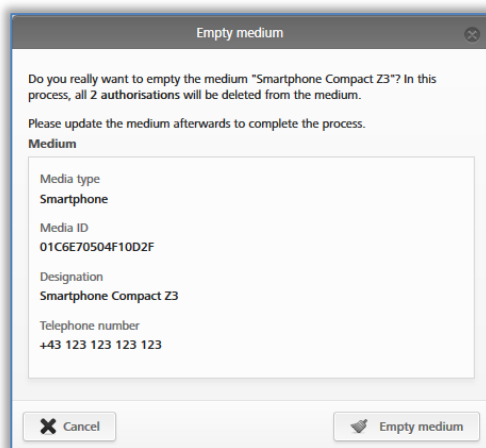 Empty medium
Do you really want to empty the medium "Smartphone Compact Z3"? In this
process, all 2 authorisations will be deleted from the medium.
Please update the medium afterwards to complete the process.
Medium
Media type
Smartphone
Media ID
01C6E70504F10D2F
Designation
Smartphone Compact Z3
Telephone number
+43 123 123 123 123
Cancel
Empty medium